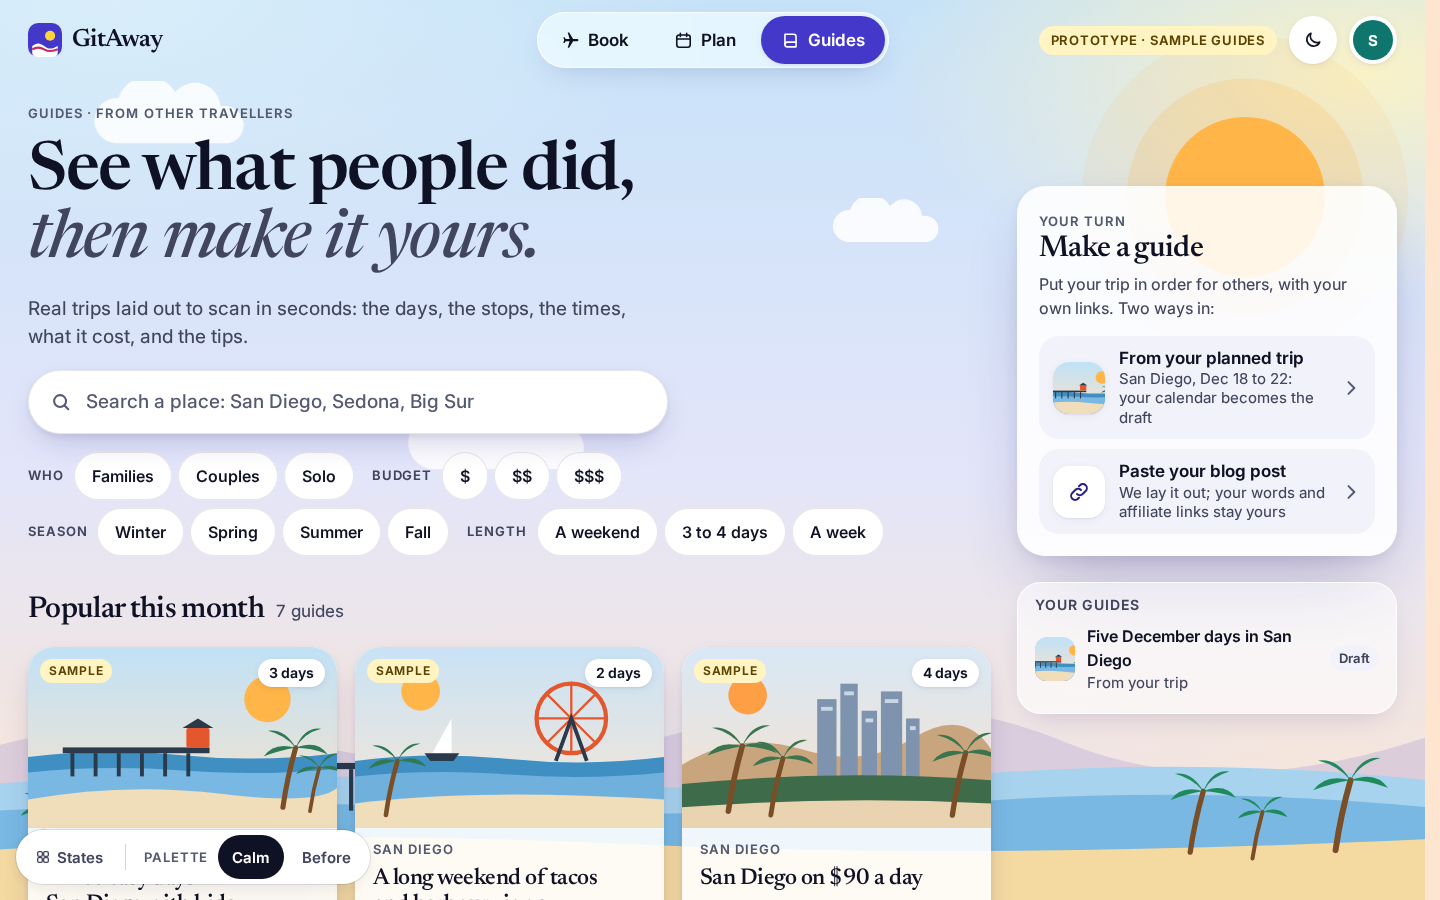 GitAway
Book
Plan
Guides
PROTOTYPE · SAMPLE GUIDES
S
GUIDES · FROM OTHER TRAVELLERS
See what people did,
then make it yours.
Real trips laid out to scan in seconds: the days, the stops, the times,
what it cost, and the tips.
Search a place: San Diego, Sedona, Big Sur
WHO
Families
Couples
Solo
BUDGET
$
$$
$$$
SEASON
Winter
Spring
Summer
Fall
LENGTH
A weekend
3 to 4 days
A week
YOUR TURN
Make a guide
Put your trip in order for others, with your
own links. Two ways in:
From your planned trip
San Diego, Dec 18 to 22:
your calendar becomes the
draft
Paste your blog post
We lay it out; your words and
affiliate links stay yours
YOUR GUIDES
Five December days in San
Diego
From your trip
Draft
Popular this month
7 guides
SAMPLE
3 days
SAMPLE
2 days
SAN DIEGO
A long weekend of tacos
SAMPLE
4 days
SAN DIEGO
San Diego on $90 a day
States
PALETTE
Calm
Before